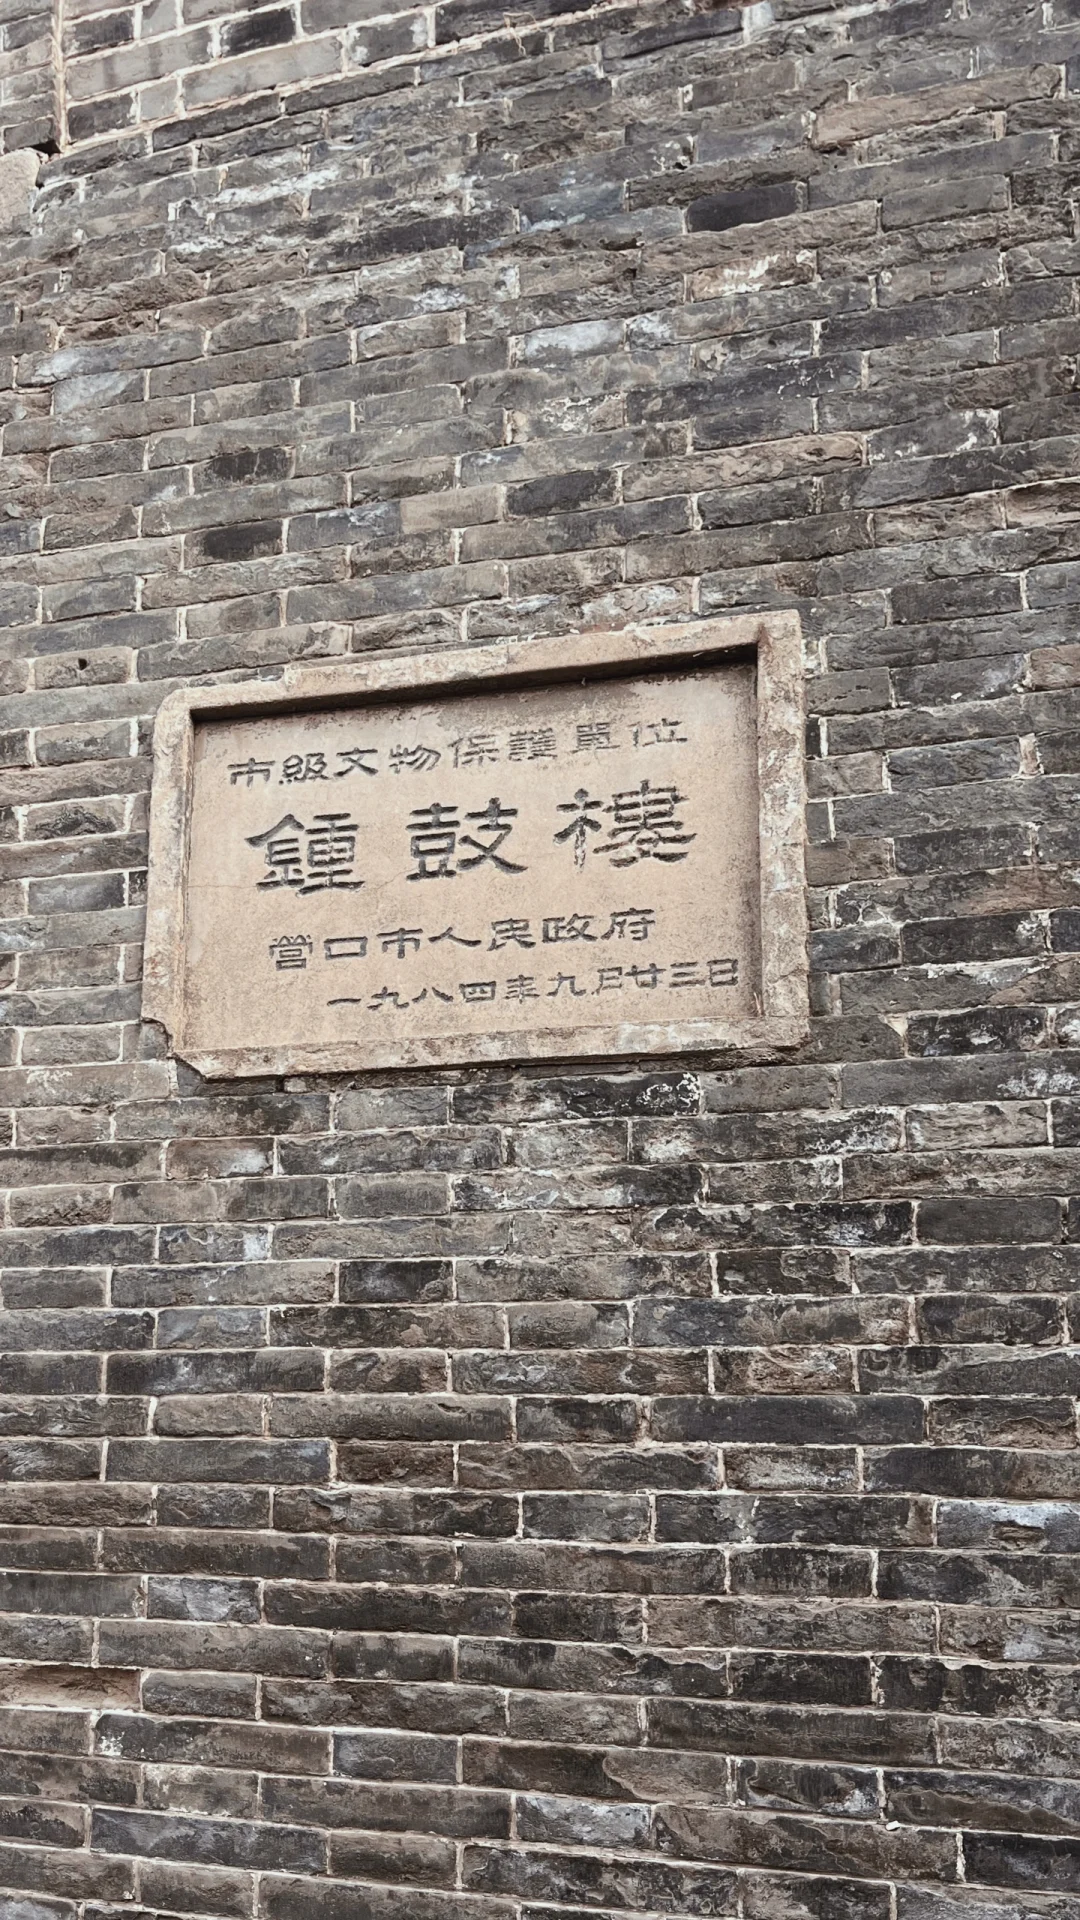 市級文物保護單位
鍾鼓樓
營口市人民政府
一九八四年九月廿三日